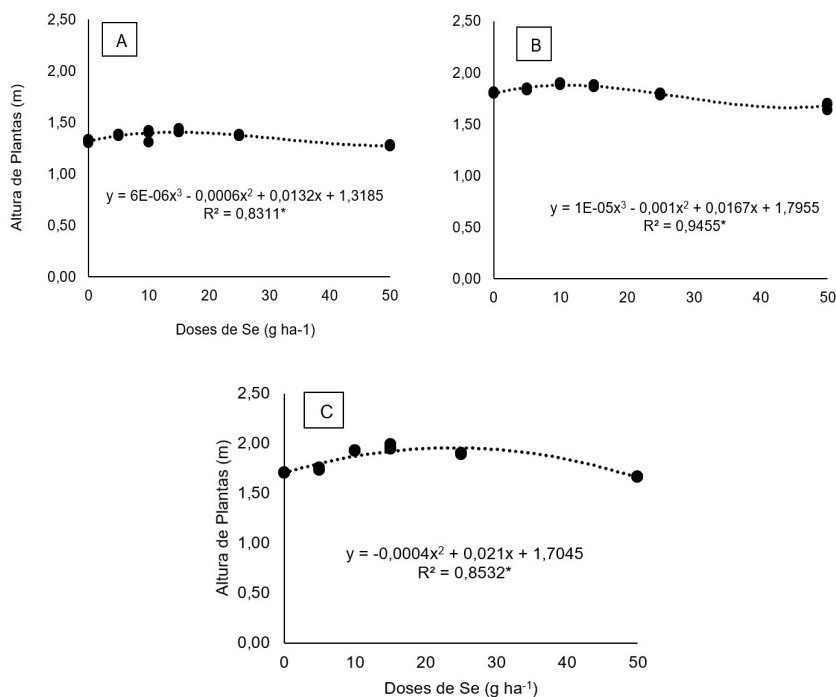 A
Altura de Plantas (m)
2,50
2,00
1,50
1,00
0,50
0,00
y = 6E-06x³ - 0,0006x² + 0,0132x + 1,3185
R² = 0,8311*
0 10 20 30 40 50
Doses de Se (g ha-1)
B
2,50
2,00
1,50
1,00
0,50
0,00
y = 1E-05x³ - 0,001x² + 0,0167x + 1,7955
R² = 0,9455*
0 10 20 30 40 50
C
Altura de Plantas (m)
2,50
2,00
1,50
1,00
0,50
0,00
y = -0,0004x² + 0,021x + 1,7045
R² = 0,8532*
0 10 20 30 40 50
Doses de Se (g ha⁻¹)